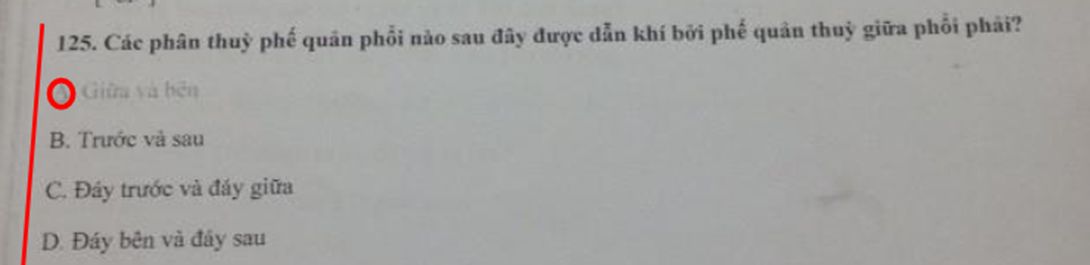 125. Các phân thuỳ phế quản phổi nào sau đây được dẫn khí bởi phế quản thuỳ giữa phổi phải?
A. Giữa và bên
B. Trước và sau
C. Đáy trước và đáy giữa
D. Đáy bên và đáy sau